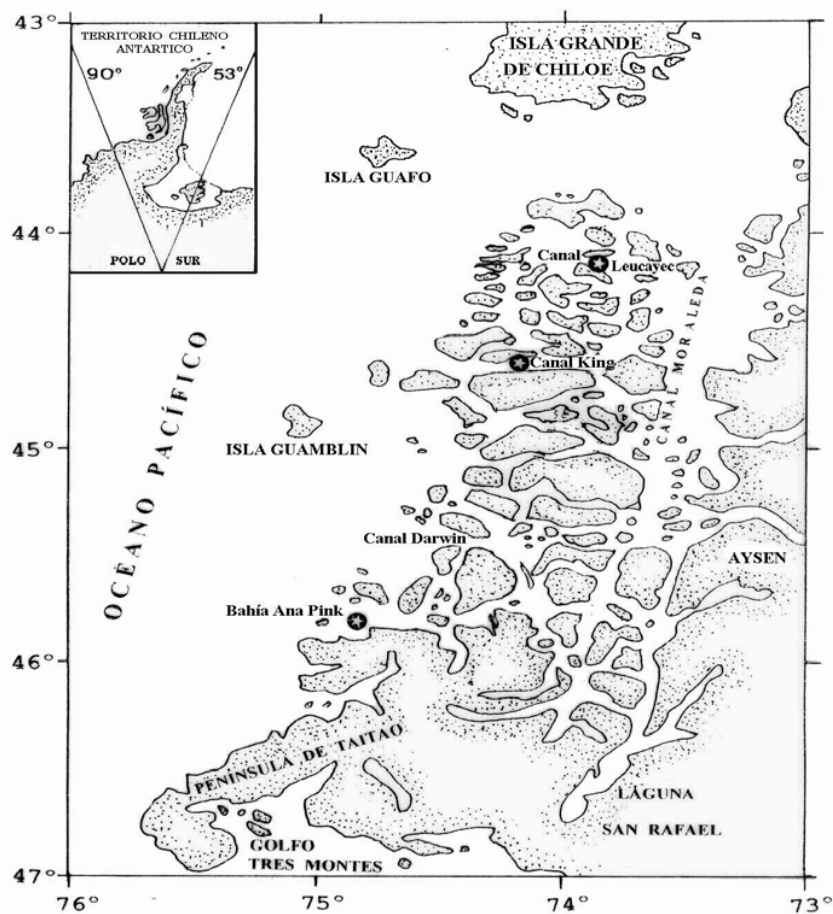 43°
TERRITORIO CHILENO
ANTARTICO
90°
53°
POLO SUR
ISLA GRANDE
DE CHILOE
ISLA GUAFO
44°
Canal
Leucayec
CANAL MORALEDA
Canal King
OCÉANO PACÍFICO
ISLA GUAMBLIN
45°
Canal Darwin
AYSEN
Bahía Ana Pink
46°
PENINSULA DE TAITAO
LAGUNA
SAN RAFAEL
GOLFO
TRES MONTES
47°
76°
75°
74°
73°